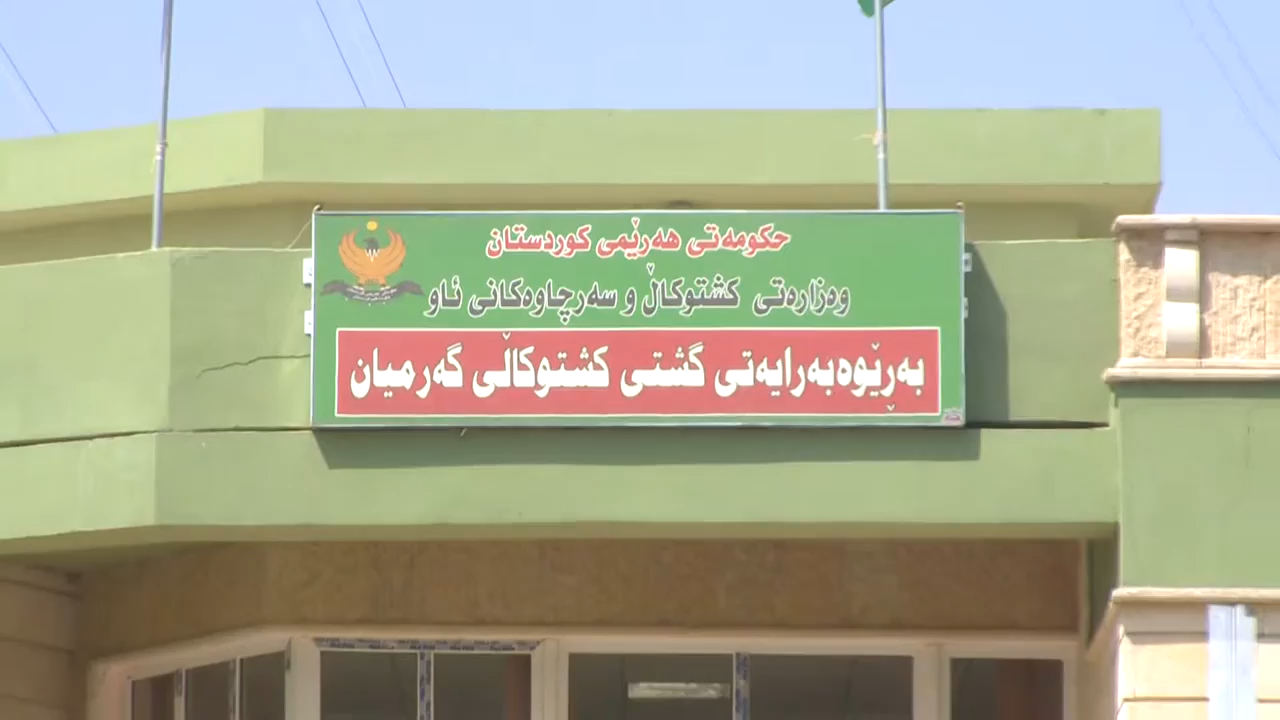 حکومەتی هەرێمی کوردستان
وەزارەتی کشتوکاڵ و سەرچاوەکانی ئاو
بەڕێوەبەرایەتی گشتی کشتوکاڵی گەرمیان